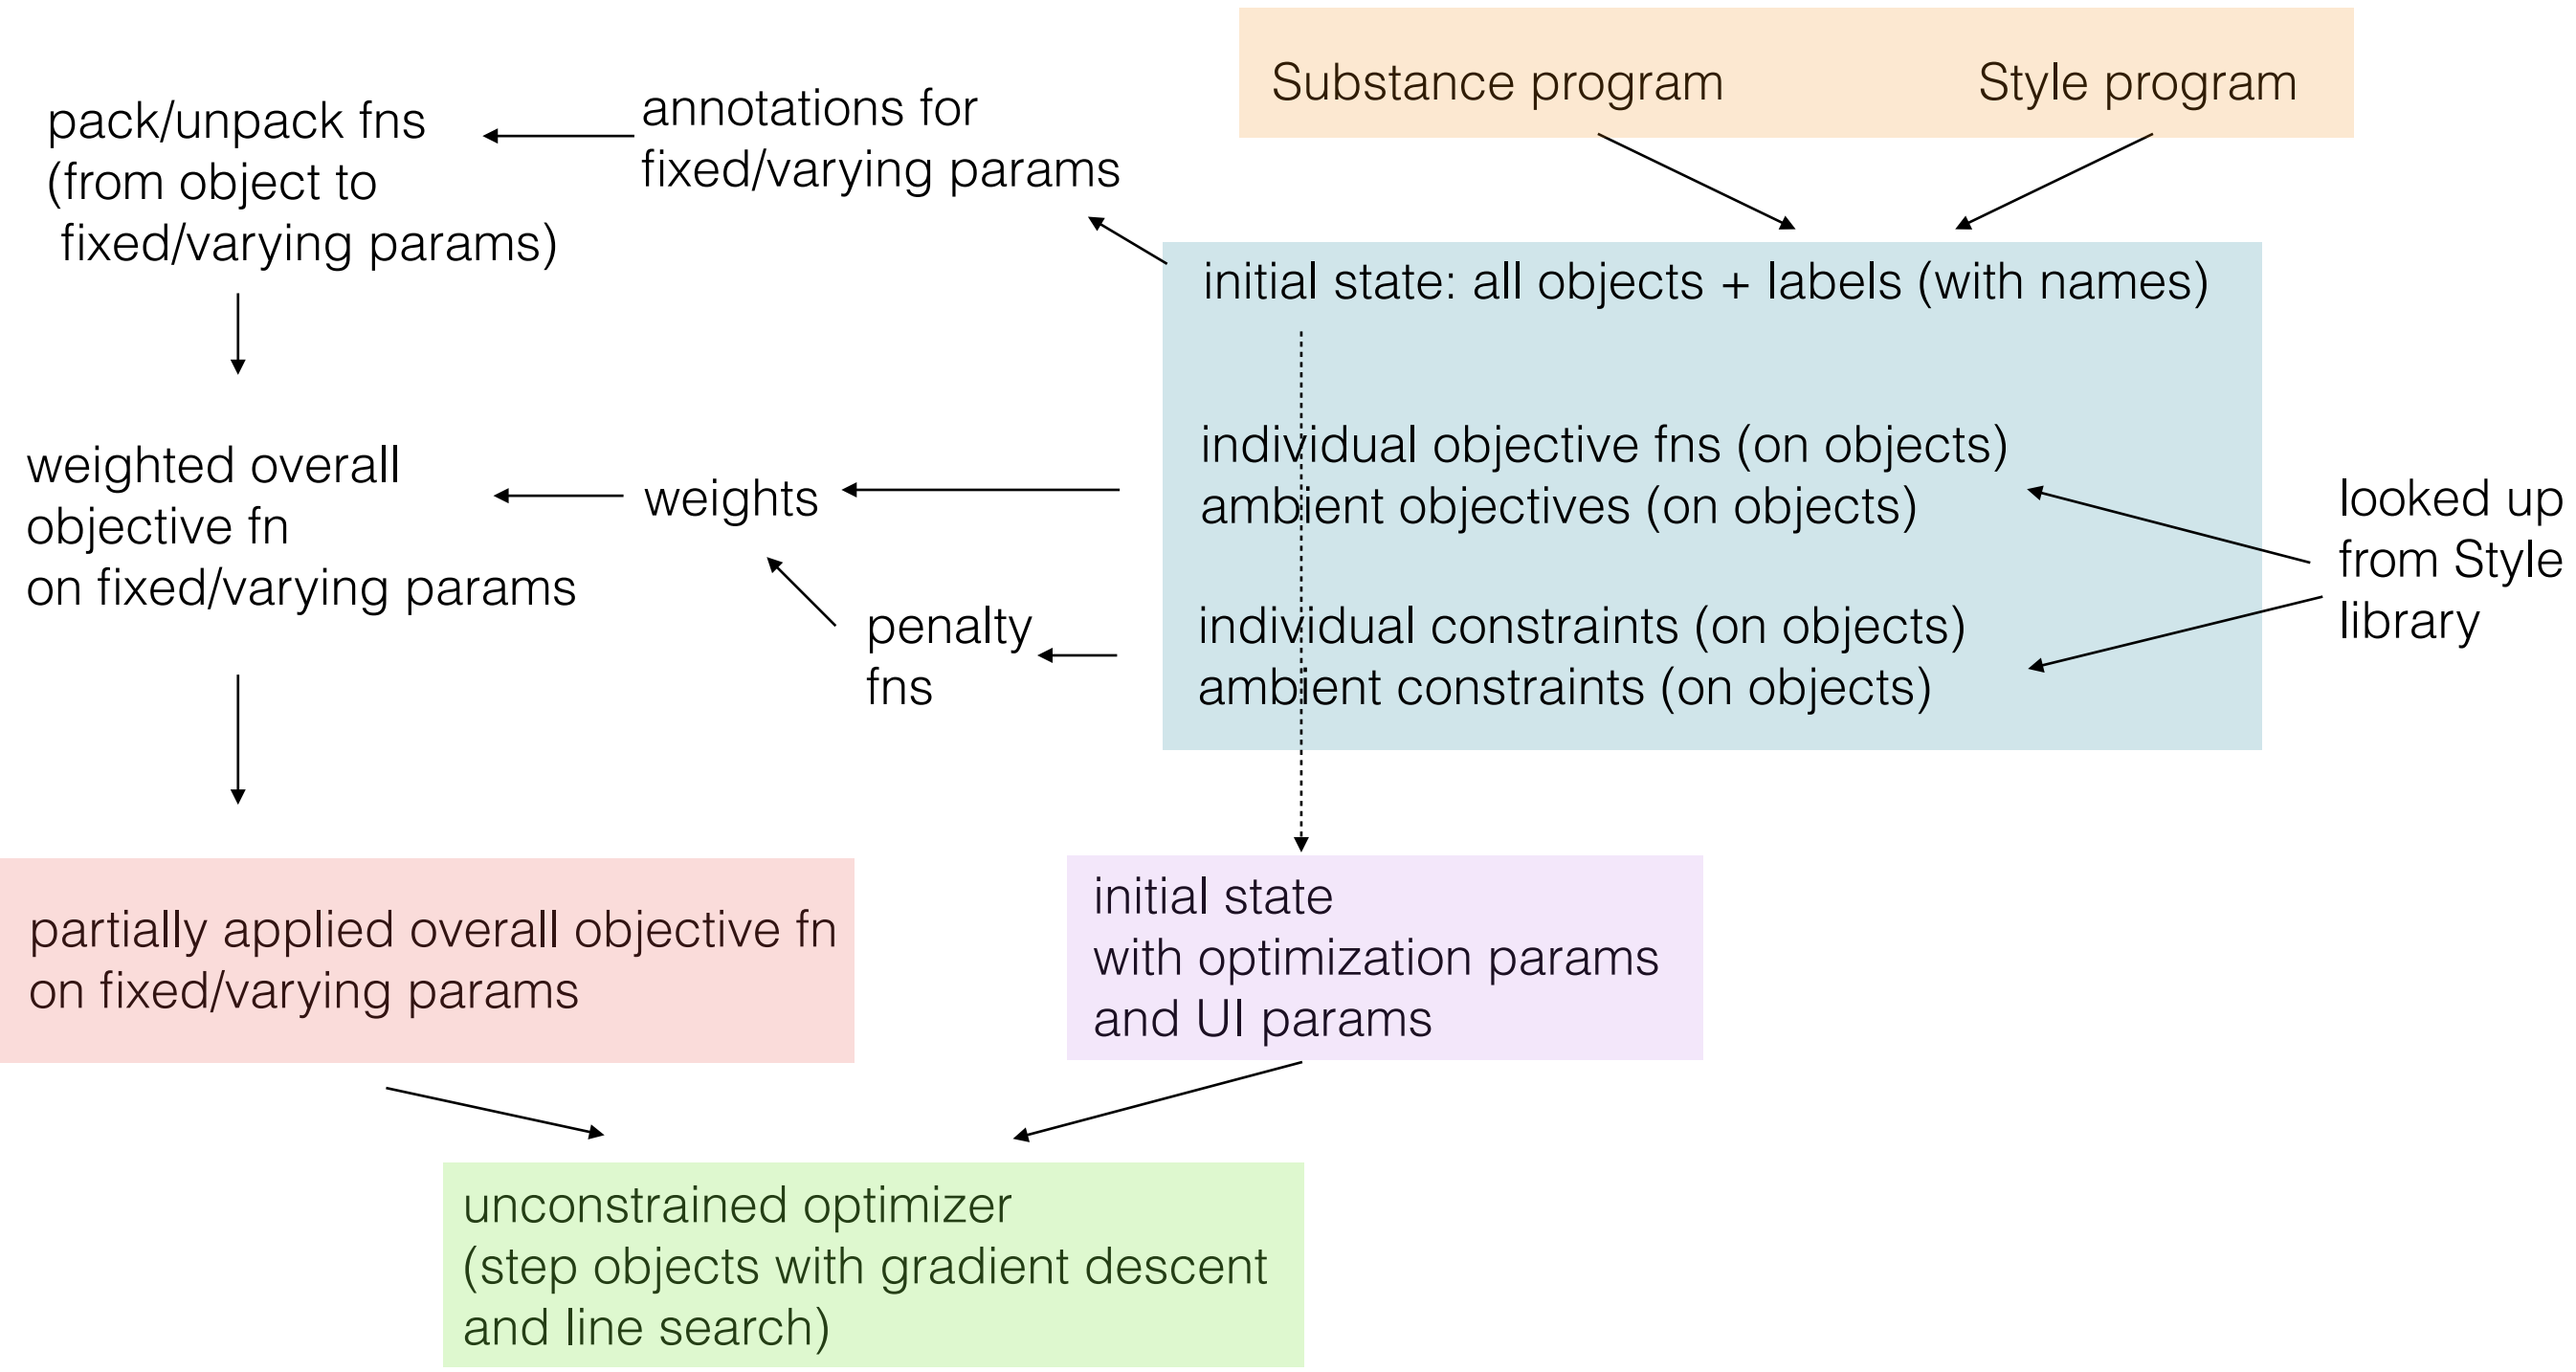 Substance program
Style program
pack/unpack fns
(from object to
fixed/varying params)
annotations for
fixed/varying params
initial state: all objects + labels (with names)
individual objective fns (on objects)
ambient objectives (on objects)
individual constraints (on objects)
ambient constraints (on objects)
looked up
from Style
library
weights
penalty
fns
weighted overall
objective fn
on fixed/varying params
partially applied overall objective fn
on fixed/varying params
initial state
with optimization params
and UI params
unconstrained optimizer
(step objects with gradient descent
and line search)